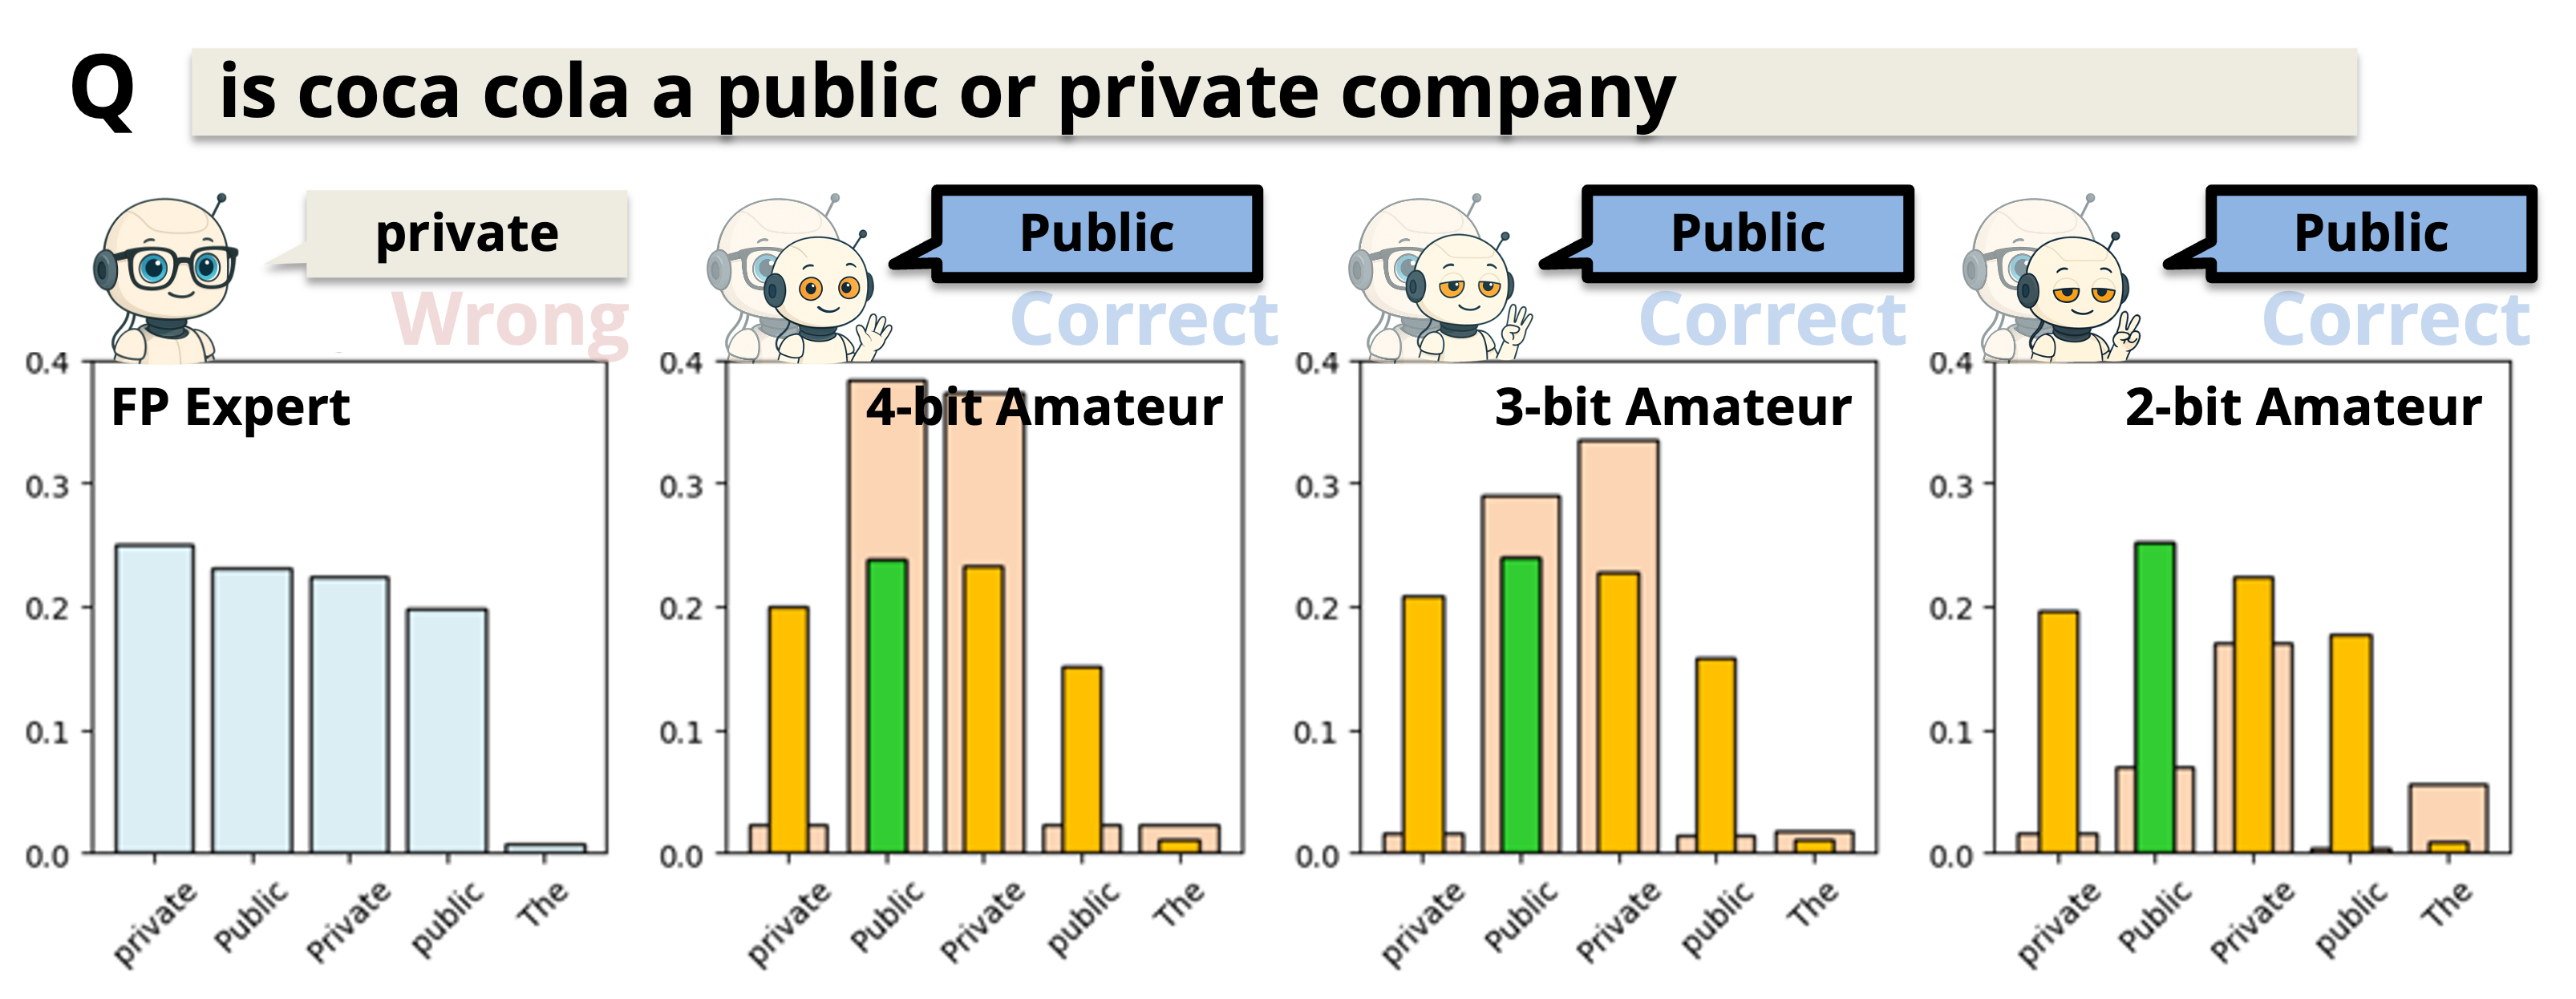 Q is coca cola a public or private company
private
Wrong
Public
Correct
Public
Correct
Public
Correct
FP Expert
0.4
0.3
0.2
0.1
0.0
private
Public
Private
public
The
4-bit Amateur
0.4
0.3
0.2
0.1
0.0
private
Public
Private
public
The
3-bit Amateur
0.4
0.3
0.2
0.1
0.0
private
Public
Private
public
The
2-bit Amateur
0.4
0.3
0.2
0.1
0.0
private
Public
Private
public
The